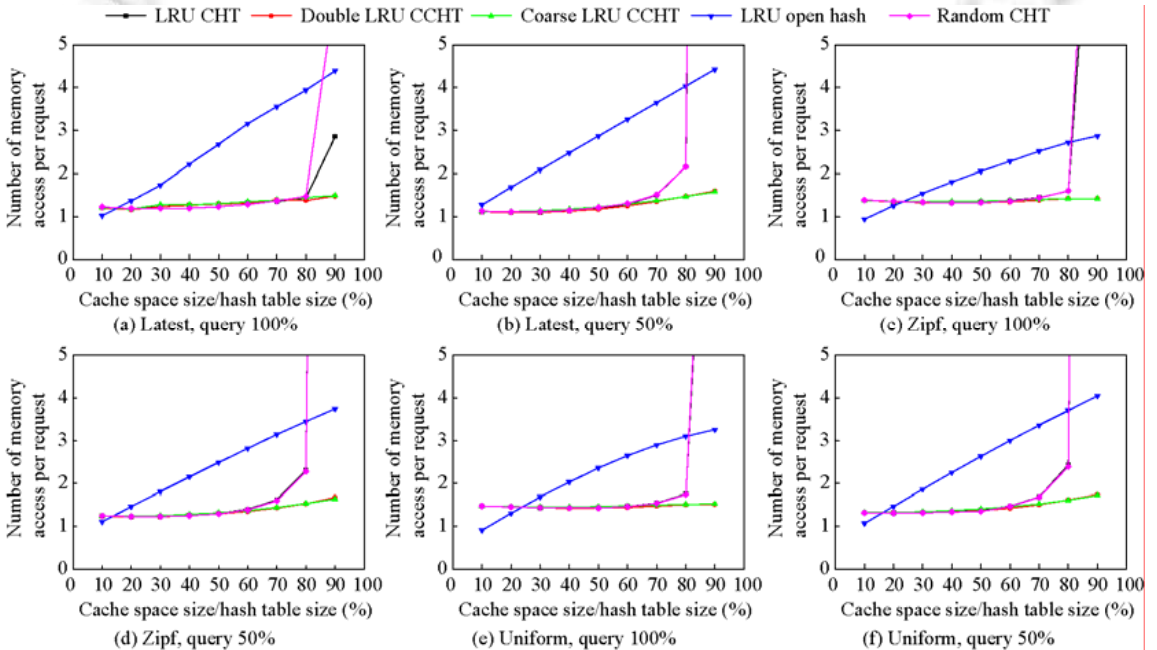 LRU CHT Double LRU CCHT Coarse LRU CCHT LRU open hash Random CHT
Number of memory
access per request
5
4
3
2
1
0
0 10 20 30 40 50 60 70 80 90 100
Cache space size/hash table size (%)
(a) Latest, query 100%
Number of memory
access per request
5
4
3
2
1
0
0 10 20 30 40 50 60 70 80 90 100
Cache space size/hash table size (%)
(b) Latest, query 50%
Number of memory
access per request
5
4
3
2
1
0
0 10 20 30 40 50 60 70 80 90 100
Cache space size/hash table size (%)
(c) Zipf, query 100%
Number of memory
access per request
5
4
3
2
1
0
0 10 20 30 40 50 60 70 80 90 100
Cache space size/hash table size (%)
(d) Zipf, query 50%
Number of memory
access per request
5
4
3
2
1
0
0 10 20 30 40 50 60 70 80 90 100
Cache space size/hash table size (%)
(e) Uniform, query 100%
Number of memory
access per request
5
4
3
2
1
0
0 10 20 30 40 50 60 70 80 90 100
Cache space size/hash table size (%)
(f) Uniform, query 50%